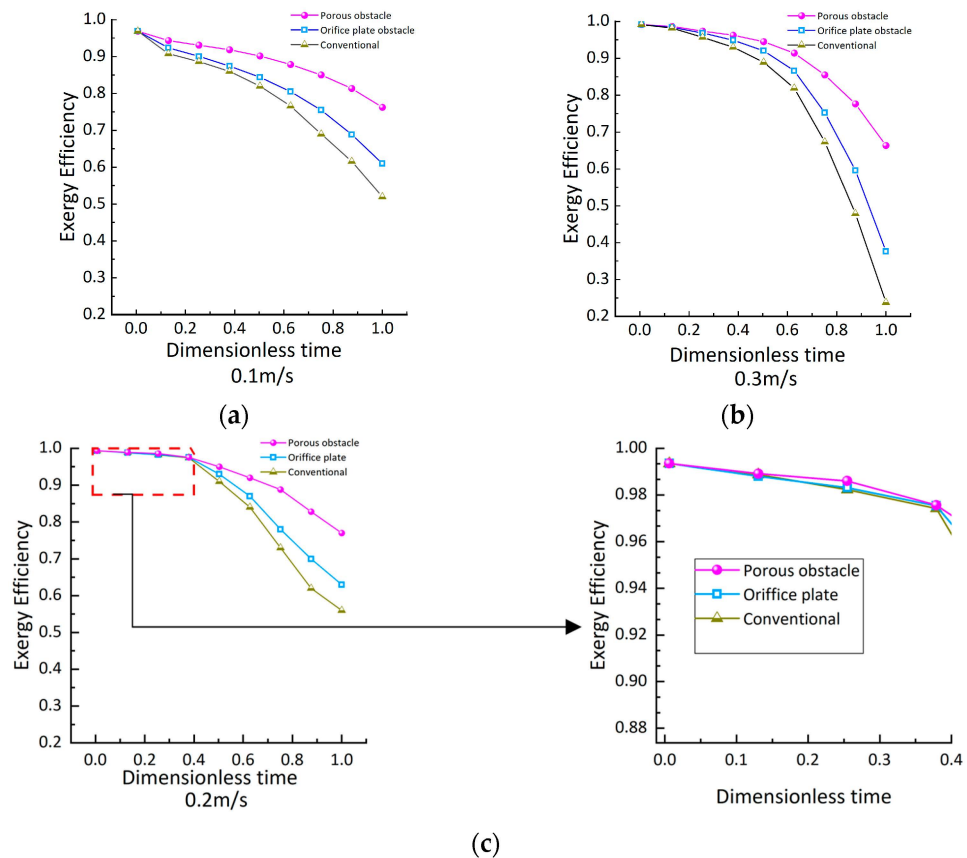 1.0
0.9
0.8
0.7
0.6
0.5
0.4
0.3
0.2
Exergy Efficiency
Porous obstacle
Orifice plate obstacle
Conventional
0.0 0.2 0.4 0.6 0.8 1.0
Dimensionless time
0.1m/s
(a)
1.0
0.9
0.8
0.7
0.6
0.5
0.4
0.3
0.2
Exergy Efficiency
Porous obstacle
Orifice plate obstacle
Conventional
0.0 0.2 0.4 0.6 0.8 1.0
Dimensionless time
0.3m/s
(b)
1.0
0.9
0.8
0.7
0.6
0.5
0.4
0.3
0.2
Exergy Efficiency
Porous obstacle
Oriffice plate
Conventional
0.0 0.2 0.4 0.6 0.8 1.0
Dimensionless time
0.2m/s
1.00
0.98
0.96
0.94
0.92
0.90
0.88
Exergy Efficiency
Porous obstacle
Oriffice plate
Conventional
0.0 0.1 0.2 0.3 0.4
Dimensionless time
(c)